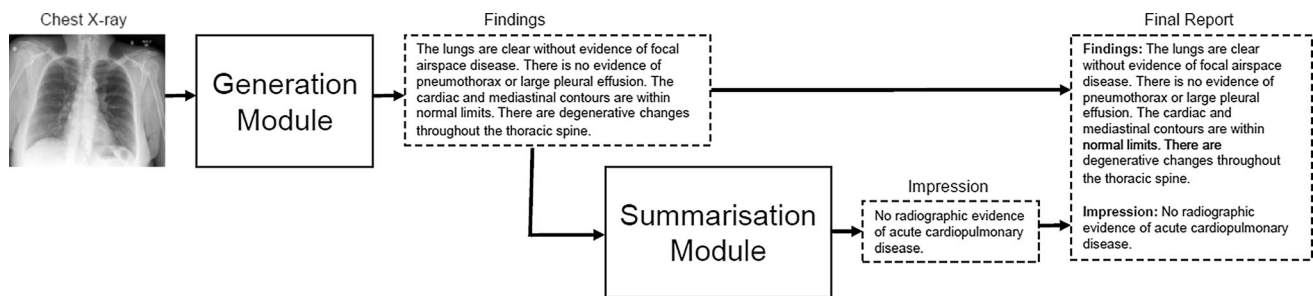 Chest X-ray
Generation
Module
Findings
The lungs are clear without evidence of focal
airspace disease. There is no evidence of
pneumothorax or large pleural effusion. The
cardiac and mediastinal contours are within
normal limits. There are degenerative changes
throughout the thoracic spine.
Summarisation
Module
Impression
No radiographic evidence
of acute cardiopulmonary
disease.
Final Report
Findings: The lungs are clear
without evidence of focal airspace
disease. There is no evidence of
pneumothorax or large pleural
effusion. The cardiac and
mediastinal contours are within
normal limits. There are
degenerative changes throughout
the thoracic spine.
Impression: No radiographic
evidence of acute cardiopulmonary
disease.